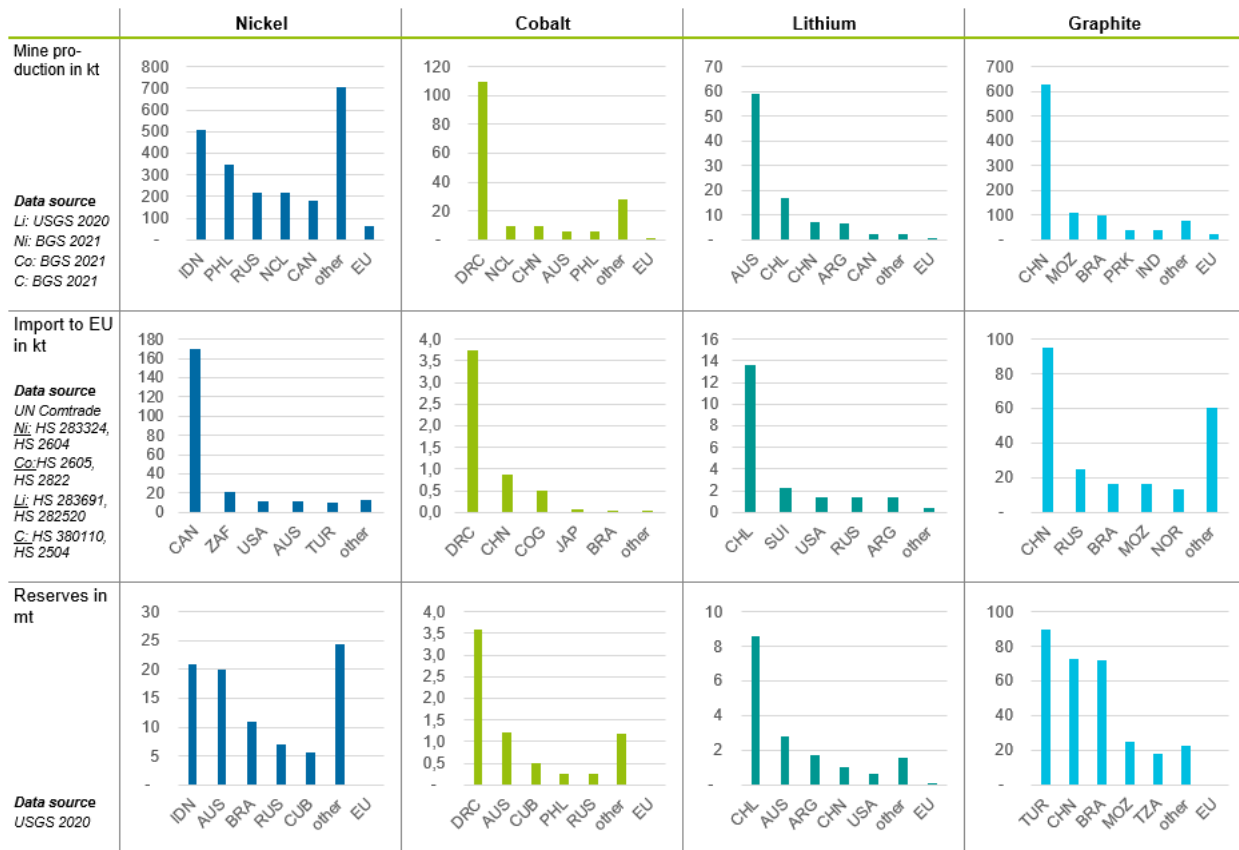 Nickel Cobalt Lithium Graphite
Mine pro-
duction in kt
Data source
Li: USGS 2020
Ni: BGS 2021
Co: BGS 2021
C: BGS 2021
800
700
600
500
400
300
200
100
-
IDN PHL RUS NCL CAN other EU
120
100
80
60
40
20
-
DRC NCL CHN AUS PHL other EU
70
60
50
40
30
20
10
-
AUS CHL CHN ARG CAN other EU
700
600
500
400
300
200
100
-
CHN MOZ BRA PRK IND other EU
Import to EU
in kt
Data source
UN Comtrade
Ni: HS 283324,
HS 2604
Co:HS 2605,
HS 2822
Li: HS 283691,
HS 282520
C: HS 380110,
HS 2504
180
160
140
120
100
80
60
40
20
0
CAN ZAF USA AUS TUR other
4,0
3,5
3,0
2,5
2,0
1,5
1,0
0,5
0,0
DRC CHN COG JAP BRA other
16
14
12
10
8
6
4
2
0
CHL SUI USA RUS ARG other
100
80
60
40
20
-
CHN RUS BRA MOZ NOR other
Reserves in
mt
Data source
USGS 2020
30
25
20
15
10
5
-
IDN AUS BRA RUS CUB other EU
4,0
3,5
3,0
2,5
2,0
1,5
1,0
0,5
-
DRC AUS CUB PHL RUS other EU
10
8
6
4
2
-
CHL AUS ARG CHN USA other EU
100
80
60
40
20
-
TUR CHN BRA MOZ TZA other EU